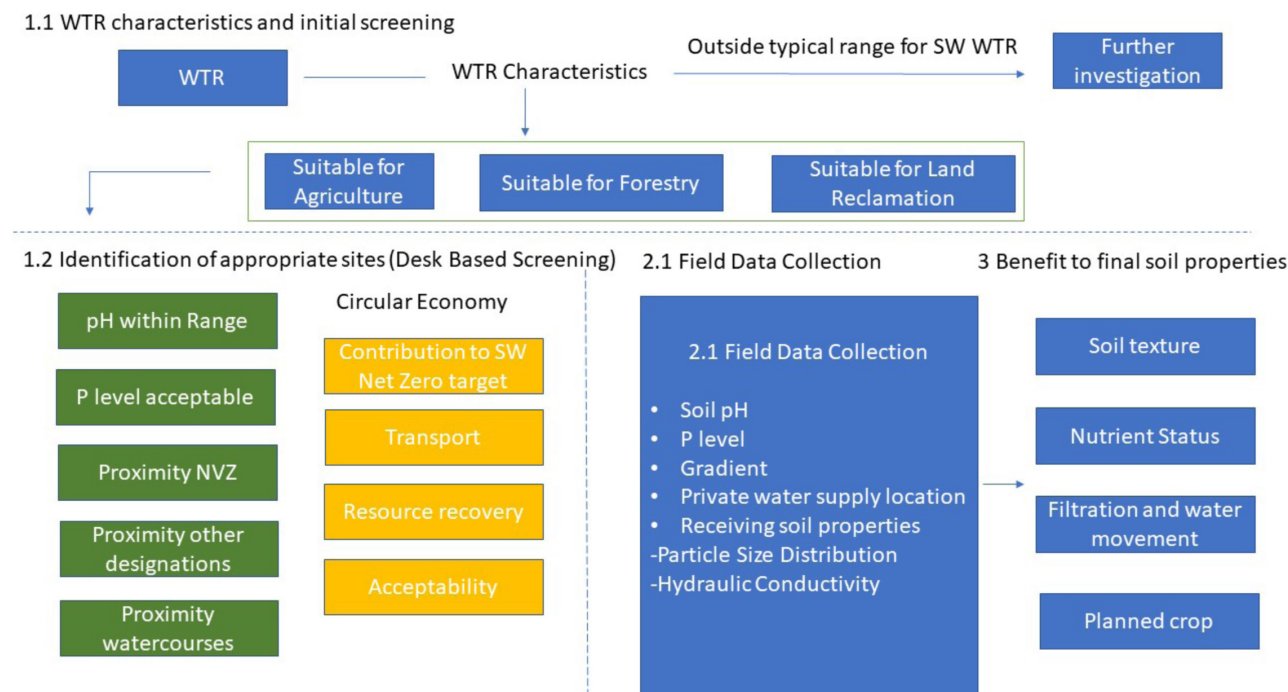 1.1 WTR characteristics and initial screening
WTR
WTR Characteristics
Outside typical range for SW WTR
Further
investigation
Suitable for
Agriculture
Suitable for Forestry
Suitable for Land
Reclamation
1.2 Identification of appropriate sites (Desk Based Screening)
pH within Range
P level acceptable
Proximity NVZ
Proximity other
designations
Proximity
watercourses
Circular Economy
Contribution to SW
Net Zero target
Transport
Resource recovery
Acceptability
2.1 Field Data Collection
2.1 Field Data Collection
• Soil pH
• P level
• Gradient
• Private water supply location
• Receiving soil properties
-Particle Size Distribution
-Hydraulic Conductivity
3 Benefit to final soil properties
Soil texture
Nutrient Status
Filtration and water
movement
Planned crop